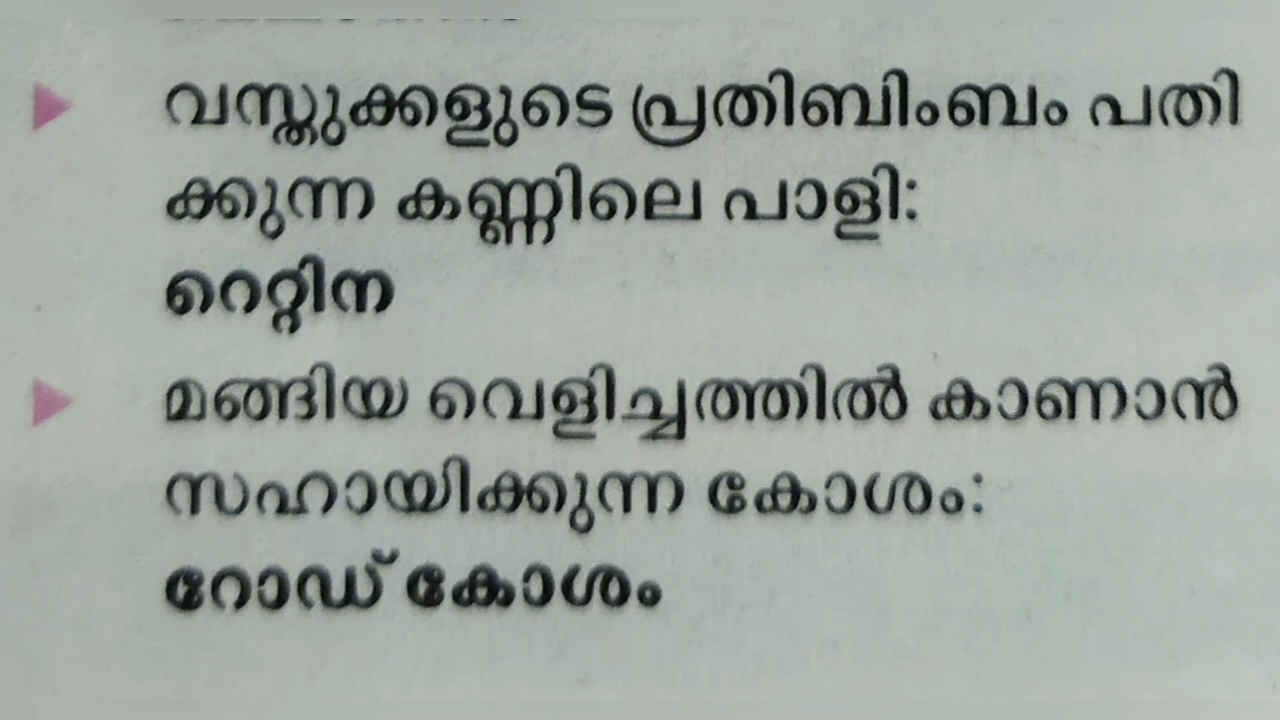 വസ്തുക്കളുടെ പ്രതിബിംബം പതി
ക്കുന്ന കണ്ണിലെ പാളി:
റെറ്റിന
മങ്ങിയ വെളിച്ചത്തിൽ കാണാൻ
സഹായിക്കുന്ന കോശം:
റോഡ് കോശം